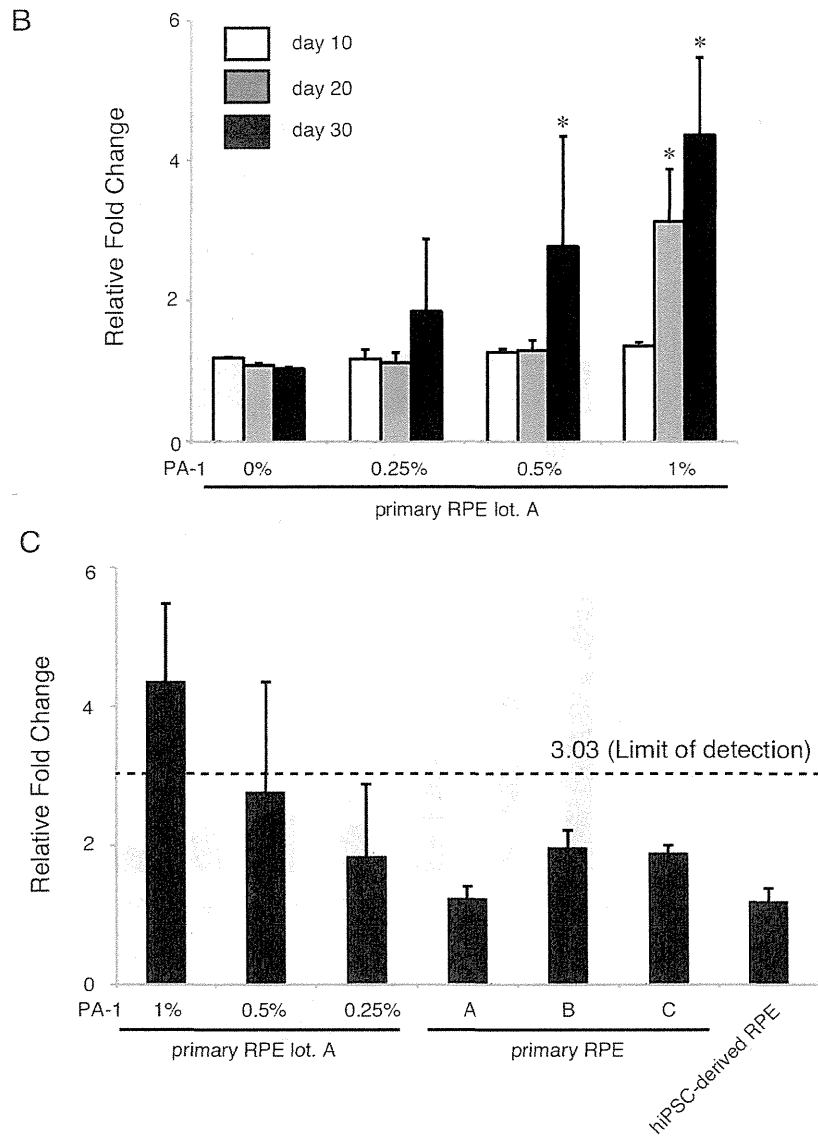 B
6
day 10
day 20
day 30
*
*
*
4
2
0
Relative Fold Change
PA-1 0% 0.25% 0.5% 1%
primary RPE lot. A
C
6
4
3.03 (Limit of detection)
2
0
Relative Fold Change
PA-1 1% 0.5% 0.25% A B C hiPSC-derived RPE
primary RPE lot. A primary RPE